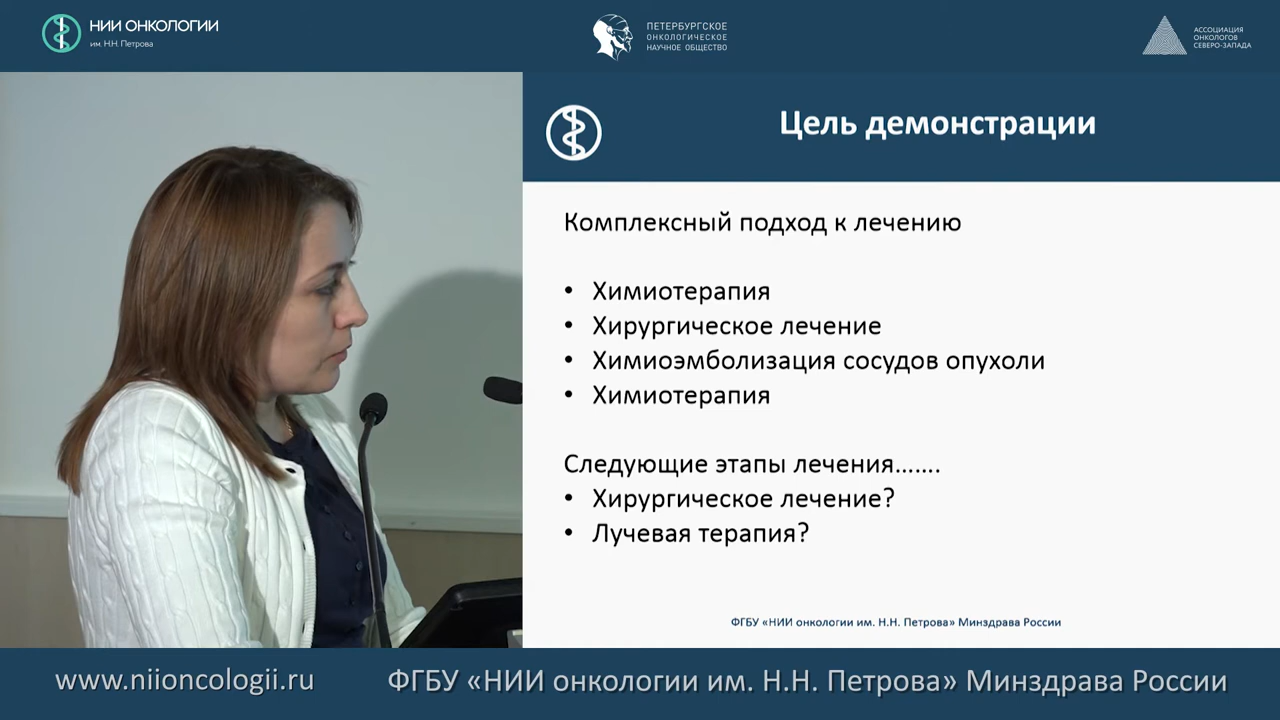 НИИ ОНКОЛОГИИ
им. Н.Н. Петрова
ПЕТЕРБУРГСКОЕ
ОНКОЛОГИЧЕСКОЕ
НАУЧНОЕ ОБЩЕСТВО
АССОЦИАЦИЯ
ОНКОЛОГОВ
СЕВЕРО-ЗАПАДА
Цель демонстрации
Комплексный подход к лечению
• Химиотерапия
• Хирургическое лечение
• Химиоэмболизация сосудов опухоли
• Химиотерапия
Следующие этапы лечения…….
• Хирургическое лечение?
• Лучевая терапия?
ФГБУ «НИИ онкологии им. Н.Н. Петрова» Минздрава России
www.niioncologii.ru
ФГБУ «НИИ онкологии им. Н.Н. Петрова» Минздрава России